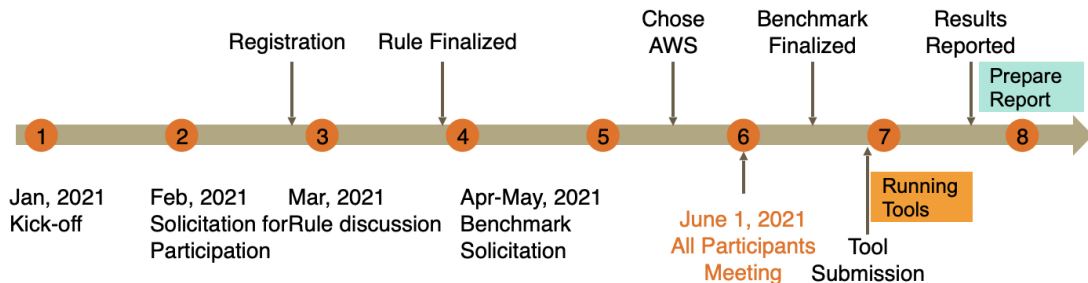 Registration
Rule Finalized
Chose
AWS
Benchmark
Finalized
Results
Reported
Prepare
Report
1
2
3
4
5
6
7
8
Jan, 2021
Kick-off
Feb, 2021
Solicitation for
Participation
Mar, 2021
Rule discussion
Apr-May, 2021
Benchmark
Solicitation
June 1, 2021
All Participants
Meeting
Running
Tools
Tool
Submission